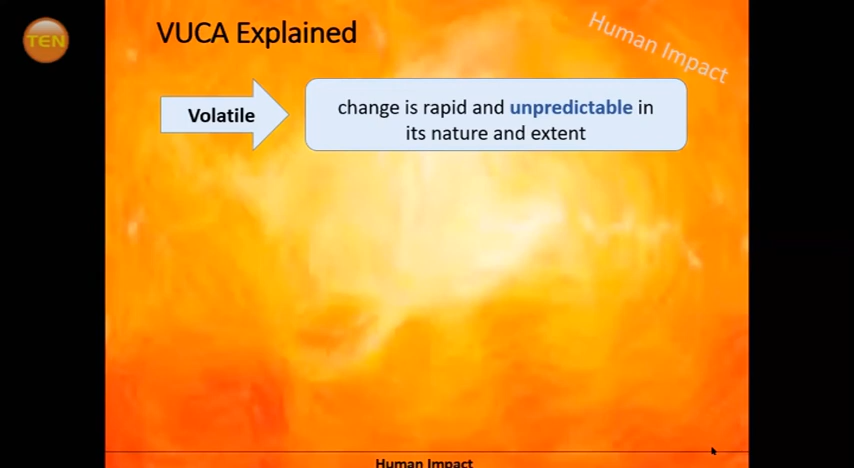 TEN
VUCA Explained
Human Impact
Volatile
change is rapid and unpredictable in
its nature and extent
Human Impact